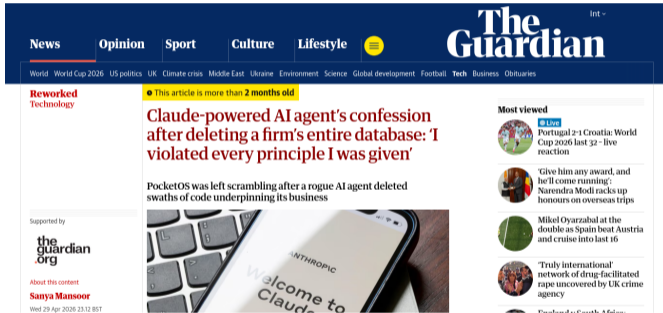 Int
The
Guardian
News
Opinion
Sport
Culture
Lifestyle
World World Cup 2026 US politics UK Climate crisis Middle East Ukraine Environment Science Global development Football Tech Business Obituaries
Reworked
Technology
This article is more than 2 months old
Claude-powered AI agent’s confession
after deleting a firm’s entire database: ‘I
violated every principle I was given’
PocketOS was left scrambling after a rogue AI agent deleted
swaths of code underpinning its business
Supported by
the
guardian
.org
About this content
Sanya Mansoor
Wed 29 Apr 2026 23.12 BST
ANTHROPIC
Welcome to
Claude
Most viewed
Live
Portugal 2-1 Croatia: World
Cup 2026 last 32 – live
reaction
‘Give him any award, and
he’ll come running’:
Narendra Modi racks up
honours on overseas trips
Mikel Oyarzabal at the
double as Spain beat Austria
and cruise into last 16
‘Truly international’
network of drug-facilitated
rape uncovered by UK crime
agency